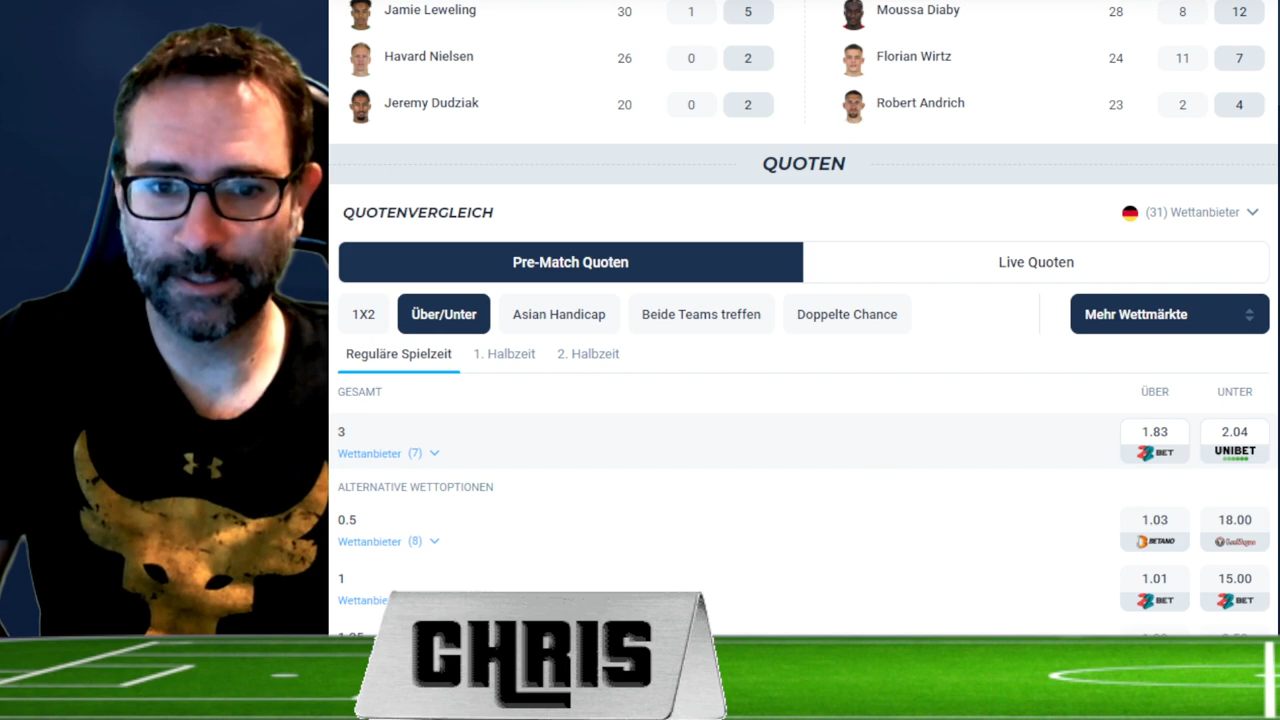 Jamie Leweling 30 1 5
Moussa Diaby 28 8 12
Havard Nielsen 26 0 2
Florian Wirtz 24 11 7
Jeremy Dudziak 20 0 2
Robert Andrich 23 2 4
QUOTEN
QUOTENVERGLEICH
(31) Wettanbieter
Pre-Match Quoten
Live Quoten
1X2
Über/Unter
Asian Handicap
Beide Teams treffen
Doppelte Chance
Mehr Wettmärkte
Reguläre Spielzeit
1. Halbzeit
2. Halbzeit
GESAMT ÜBER UNTER
3 1.83 2.04
Wettanbieter (7) 22 BET UNIBET
ALTERNATIVE WETTOPTIONEN
0.5 1.03 18.00
Wettanbieter (8) BETANO
1 1.01 15.00
Wettanbie 22 BET 22 BET
CHRIS